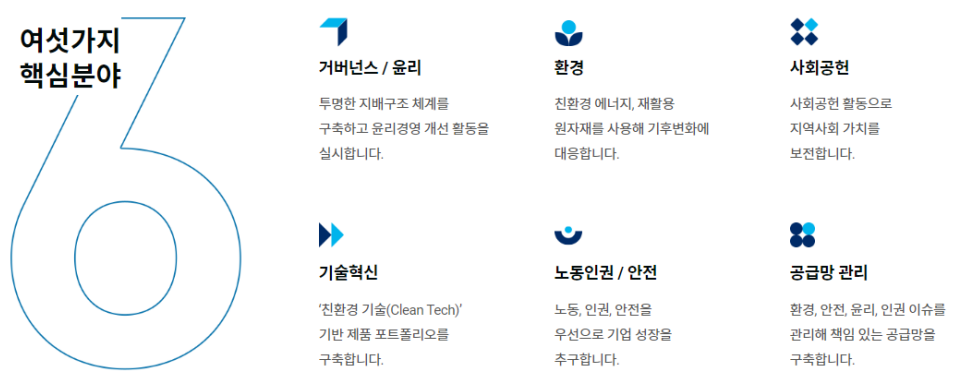 여섯가지
핵심분야
6
거버넌스 / 윤리
투명한 지배구조 체계를
구축하고 윤리경영 개선 활동을
실시합니다.
환경
친환경 에너지, 재활용
원자재를 사용해 기후변화에
대응합니다.
사회공헌
사회공헌 활동으로
지역사회 가치를
보전합니다.
기술혁신
‘친환경 기술(Clean Tech)’
기반 제품 포트폴리오를
구축합니다.
노동인권 / 안전
노동, 인권, 안전을
우선으로 기업 성장을
추구합니다.
공급망 관리
환경, 안전, 윤리, 인권 이슈를
관리해 책임 있는 공급망을
구축합니다.